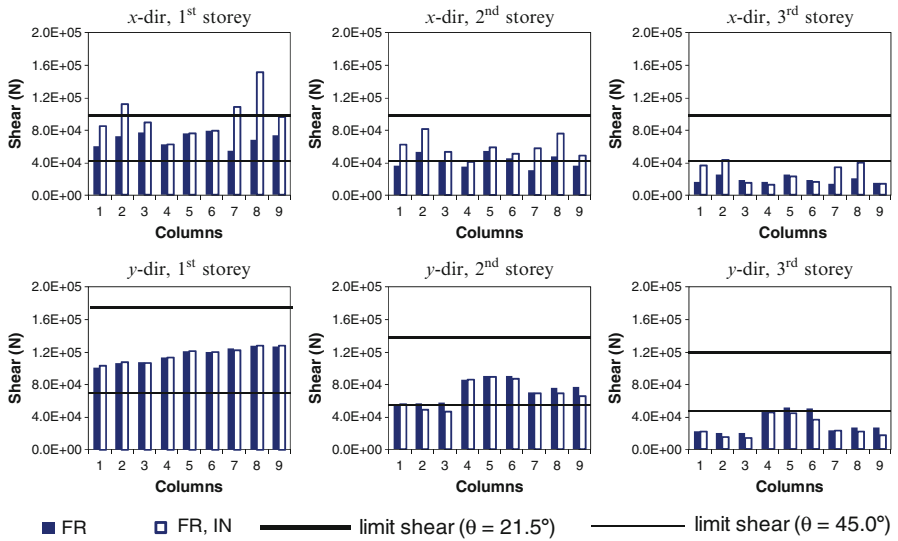 x-dir, 1st storey
Shear (N)
2.0E+05
1.6E+05
1.2E+05
8.0E+04
4.0E+04
0.0E+00
1 2 3 4 5 6 7 8 9
Columns
x-dir, 2nd storey
Shear (N)
2.0E+05
1.6E+05
1.2E+05
8.0E+04
4.0E+04
0.0E+00
1 2 3 4 5 6 7 8 9
Columns
x-dir, 3rd storey
Shear (N)
2.0E+05
1.6E+05
1.2E+05
8.0E+04
4.0E+04
0.0E+00
1 2 3 4 5 6 7 8 9
Columns
y-dir, 1st storey
Shear (N)
2.0E+05
1.6E+05
1.2E+05
8.0E+04
4.0E+04
0.0E+00
1 2 3 4 5 6 7 8 9
Columns
y-dir, 2nd storey
Shear (N)
2.0E+05
1.6E+05
1.2E+05
8.0E+04
4.0E+04
0.0E+00
1 2 3 4 5 6 7 8 9
Columns
y-dir, 3rd storey
Shear (N)
2.0E+05
1.6E+05
1.2E+05
8.0E+04
4.0E+04
0.0E+00
1 2 3 4 5 6 7 8 9
Columns
FR
FR, IN
limit shear (θ = 21.5°)
limit shear (θ = 45.0°)